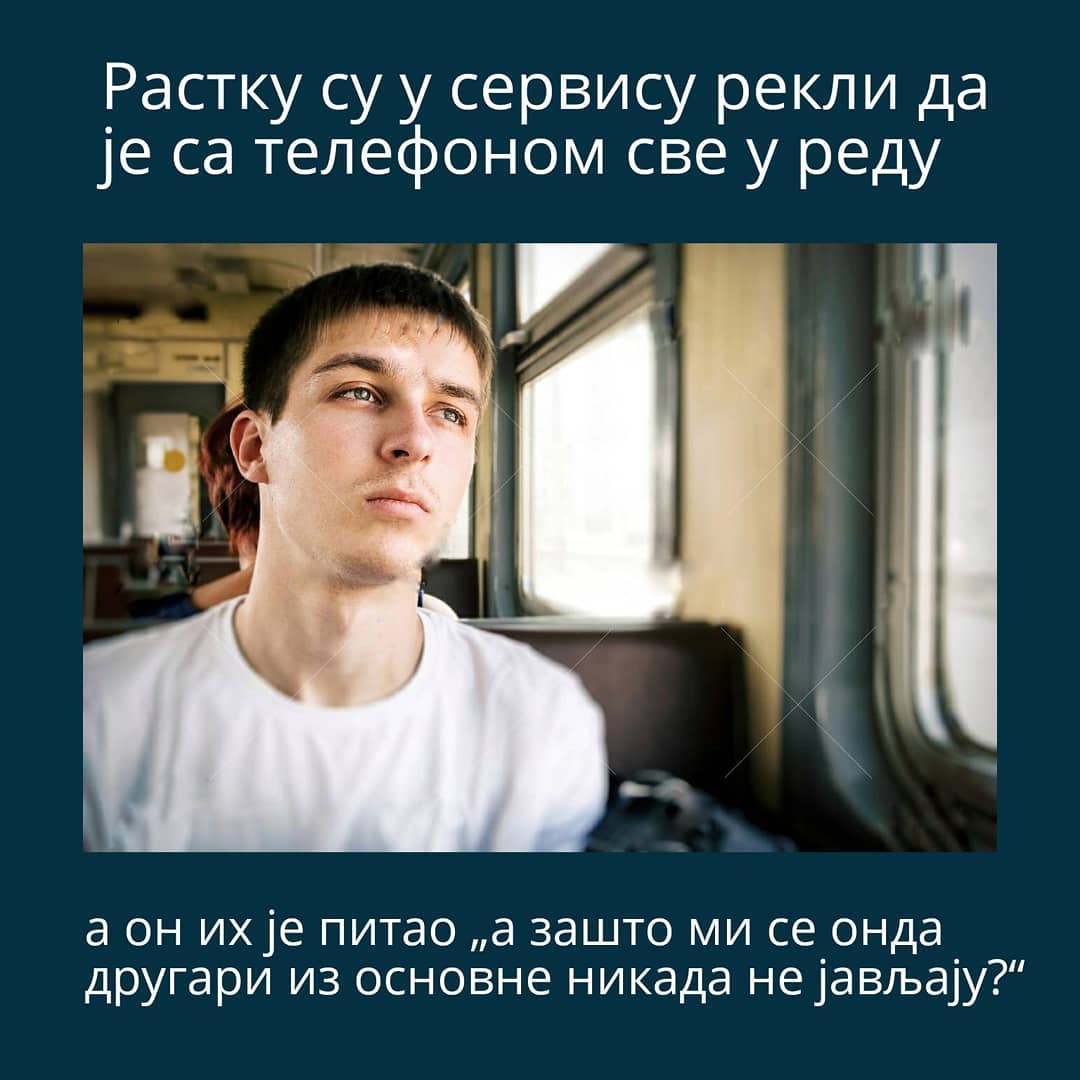 Растку су у сервису рекли да
је са телефоном све у реду
а он их је питао „а зашто ми се онда
другари из основне никада не јављају?“